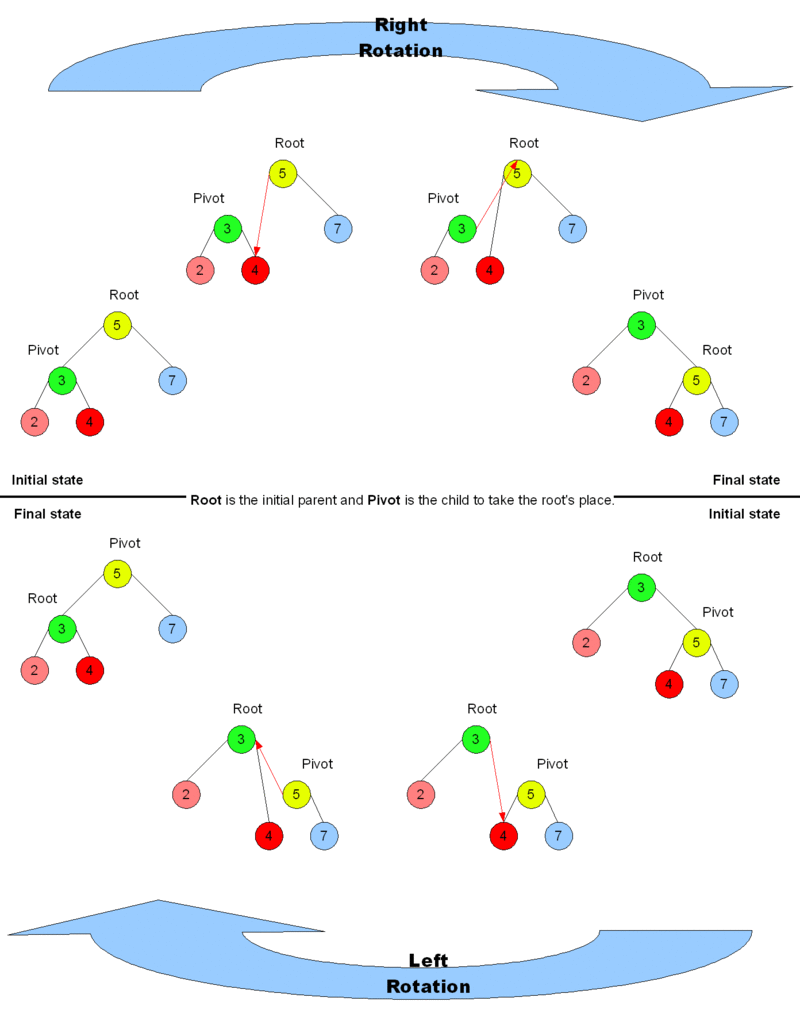 Right
Rotation
Root
Root
5
5
Pivot
Pivot
3
7
3
7
2
4
2
4
Root
Pivot
5
3
Pivot
Root
3
7
2
5
2
4
4
7
Initial state
Final state
Root is the initial parent and Pivot is the child to take the root's place.
Final state
Initial state
Pivot
Root
5
3
Root
Pivot
3
7
2
5
2
4
4
7
Root
Root
3
3
Pivot
Pivot
2
5
2
5
4
7
4
7
Left
Rotation